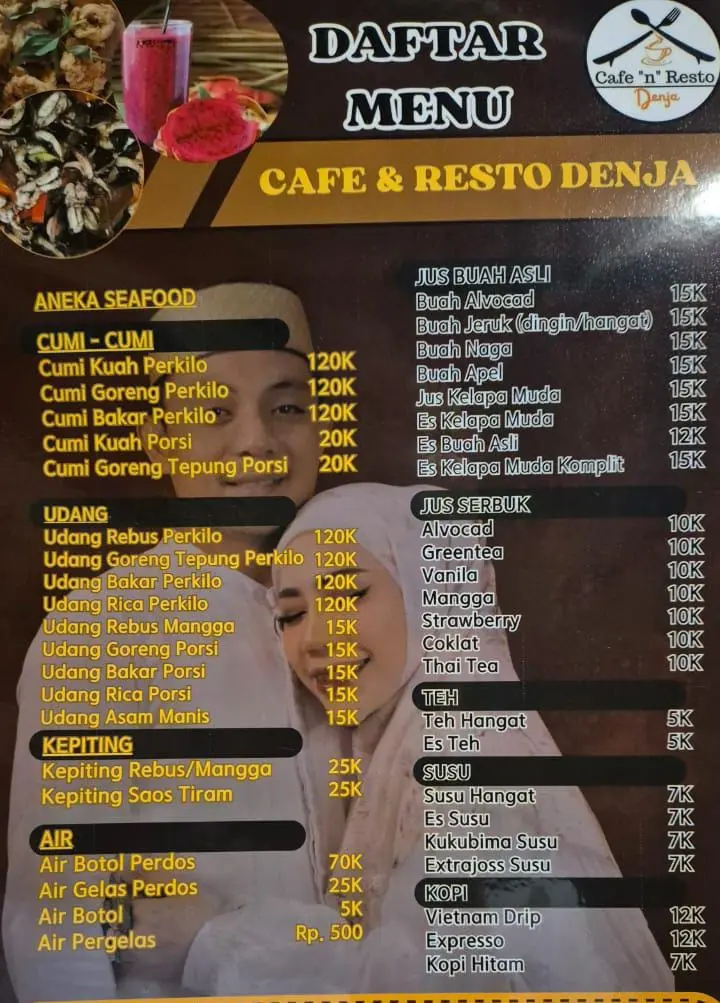 DAFTAR
MENU
Cafe "n" Resto
Denja
CAFE & RESTO DENJA
ANEKA SEAFOOD
CUMI - CUMI
Cumi Kuah Perkilo 120K
Cumi Goreng Perkilo 120K
Cumi Bakar Perkilo 120K
Cumi Kuah Porsi 20K
Cumi Goreng Tepung Porsi 20K
UDANG
Udang Rebus Perkilo 120K
Udang Goreng Tepung Perkilo 120K
Udang Bakar Perkilo 120K
Udang Rica Perkilo 120K
Udang Rebus Mangga 15K
Udang Goreng Porsi 15K
Udang Bakar Porsi 15K
Udang Rica Porsi 15K
Udang Asam Manis 15K
KEPITING
Kepiting Rebus/Mangga 25K
Kepiting Saos Tiram 25K
AIR
Air Botol Perdos 70K
Air Gelas Perdos 25K
Air Botol 5K
Air Pergelas Rp. 500
JUS BUAH ASLI
Buah Alvocad 15K
Buah Jeruk (dingin/hangat) 15K
Buah Naga 15K
Buah Apel 15K
Jus Kelapa Muda 15K
Es Kelapa Muda 15K
Es Buah Asli 12K
Es Kelapa Muda Komplit 15K
JUS SERBUK
Alvocad 10K
Greentea 10K
Vanila 10K
Mangga 10K
Strawberry 10K
Coklat 10K
Thai Tea 10K
TEH
Teh Hangat 5K
Es Teh 5K
SUSU
Susu Hangat 7K
Es Susu 7K
Kukubima Susu 7K
Extrajoss Susu 7K
KOPI
Vietnam Drip 12K
Expresso 12K
Kopi Hitam 7K